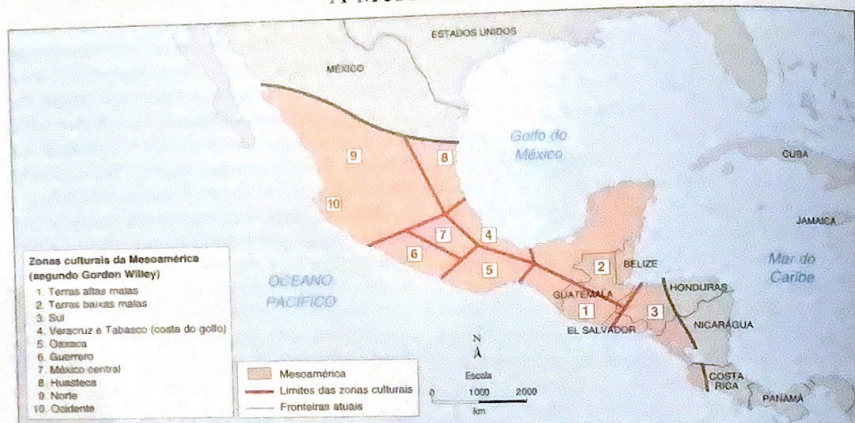 ESTADOS UNIDOS
MÉXICO
Golfo do
México
CUBA
JAMAICA
Mar do
Caribe
OCEANO
PACÍFICO
BELIZE
GUATEMALA
HONDURAS
EL SALVADOR
NICARÁGUA
COSTA
RICA
PANAMÁ
9
8
10
7
4
6
5
2
1
3
Zonas culturais da Mesoamérica
(segundo Gordon Willey)
1. Terras altas maias
2. Terras baixas maias
3. Sul
4. Veracruz e Tabasco (costa do golfo)
5. Oaxaca
6. Guerrero
7. México central
8. Huasteca
9. Norte
10. Ocidente
Mesoamérica
Limites das zonas culturais
Fronteiras atuais
N
Escala
0 1000 2000
km